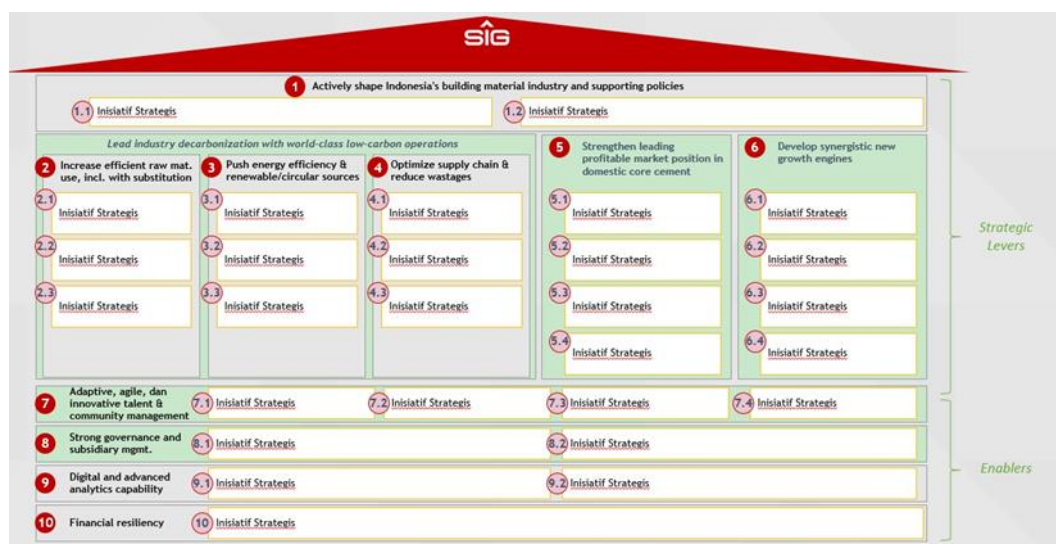 SIG
1 Actively shape Indonesia's building material industry and supporting policies
1.1 Inisiatif Strategis
1.2 Inisiatif Strategis
Lead industry decarbonization with world-class low-carbon operations
2 Increase efficient raw mat.
use, incl. with substitution
2.1 Inisiatif Strategis
2.2 Inisiatif Strategis
2.3 Inisiatif Strategis
3 Push energy efficiency &
renewable/circular sources
3.1 Inisiatif Strategis
3.2 Inisiatif Strategis
3.3 Inisiatif Strategis
4 Optimize supply chain &
reduce wastages
4.1 Inisiatif Strategis
4.2 Inisiatif Strategis
4.3 Inisiatif Strategis
5 Strengthen leading
profitable market position in
domestic core cement
5.1 Inisiatif Strategis
5.2 Inisiatif Strategis
5.3 Inisiatif Strategis
5.4 Inisiatif Strategis
6 Develop synergistic new
growth engines
6.1 Inisiatif Strategis
6.2 Inisiatif Strategis
6.3 Inisiatif Strategis
6.4 Inisiatif Strategis
Strategic
Levers
7 Adaptive, agile, dan
innovative talent &
community management
7.1 Inisiatif Strategis
7.2 Inisiatif Strategis
7.3 Inisiatif Strategis
7.4 Inisiatif Strategis
8 Strong governance and
subsidiary mgmt.
8.1 Inisiatif Strategis
8.2 Inisiatif Strategis
9 Digital and advanced
analytics capability
9.1 Inisiatif Strategis
9.2 Inisiatif Strategis
10 Financial resiliency
10 Inisiatif Strategis
Enablers